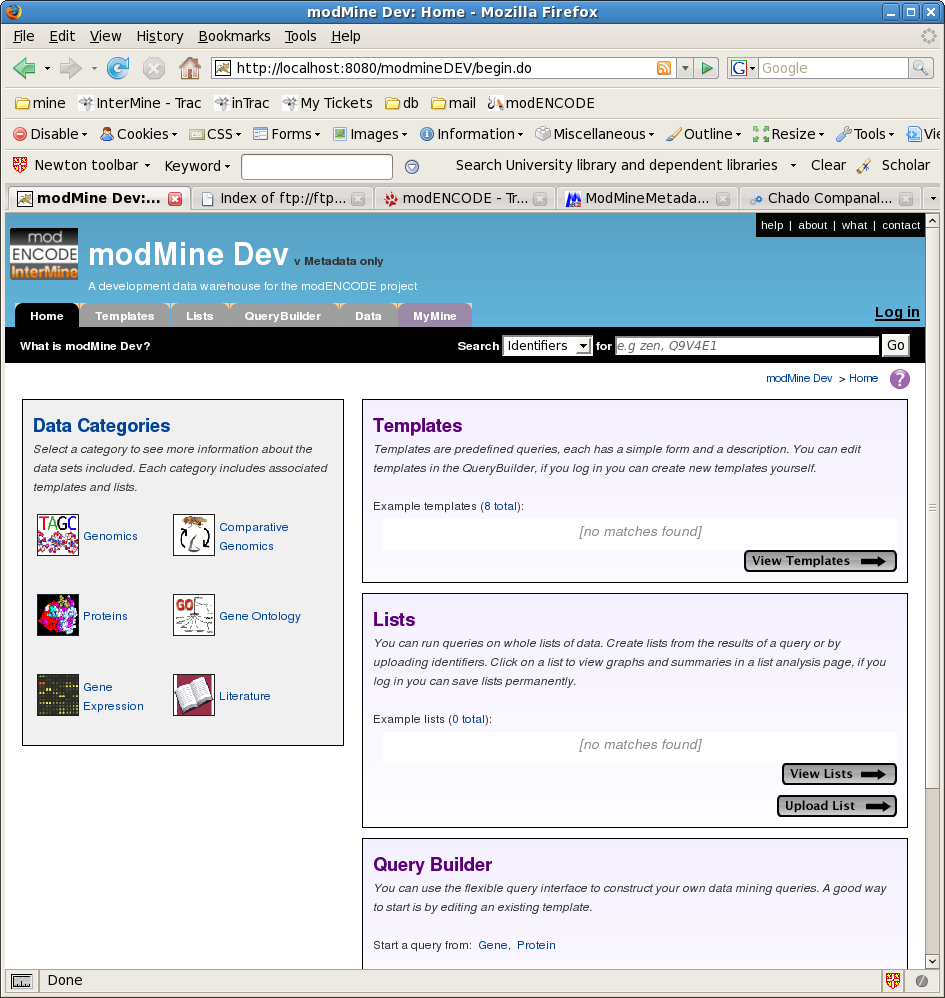 modMine Dev: Home - Mozilla Firefox
File Edit View History Bookmarks Tools Help
http://localhost:8080/modmineDEV/begin.do
G Google
mine InterMine - Trac inTrac My Tickets db mail modENCODE
Disable Cookies CSS Forms Images Information Miscellaneous Outline Resize Tools Vie
Newton toolbar Keyword Search University library and dependent libraries Clear Scholar
modMine Dev:... Index of ftp://ftp... modENCODE - Tr... ModMineMetada... Chado Companal...
help | about | what | contact
mod
ENCODE
InterMine
modMine Dev v Metadata only
A development data warehouse for the modENCODE project
Home Templates Lists QueryBuilder Data MyMine
Log in
What is modMine Dev?
Search Identifiers for e.g zen, Q9V4E1 Go
modMine Dev > Home ?
Data Categories
Select a category to see more information about the
data sets included. Each category includes associated
templates and lists.
TAGC
Genomics
Comparative
Genomics
Proteins
GO
Gene Ontology
Gene
Expression
Literature
Templates
Templates are predefined queries, each has a simple form and a description. You can edit
templates in the QueryBuilder, if you log in you can create new templates yourself.
Example templates (8 total):
[no matches found]
View Templates
Lists
You can run queries on whole lists of data. Create lists from the results of a query or by
uploading identifiers. Click on a list to view graphs and summaries in a list analysis page, if you
log in you can save lists permanently.
Example lists (0 total):
[no matches found]
View Lists
Upload List
Query Builder
You can use the flexible query interface to construct your own data mining queries. A good way
to start is by editing an existing template.
Start a query from: Gene, Protein
Done